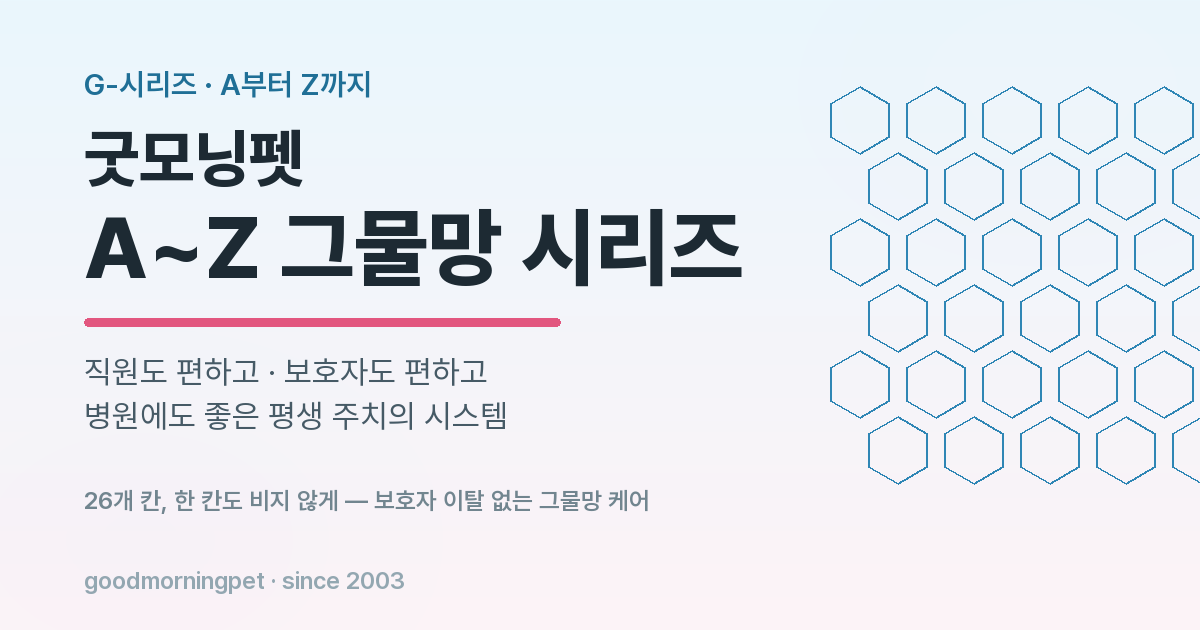 G-시리즈 · A부터 Z까지
굿모닝펫
A~Z 그물망 시리즈
직원도 편하고 · 보호자도 편하고
병원에도 좋은 평생 주치의 시스템
26개 칸, 한 칸도 비지 않게 — 보호자 이탈 없는 그물망 케어
goodmorningpet · since 2003